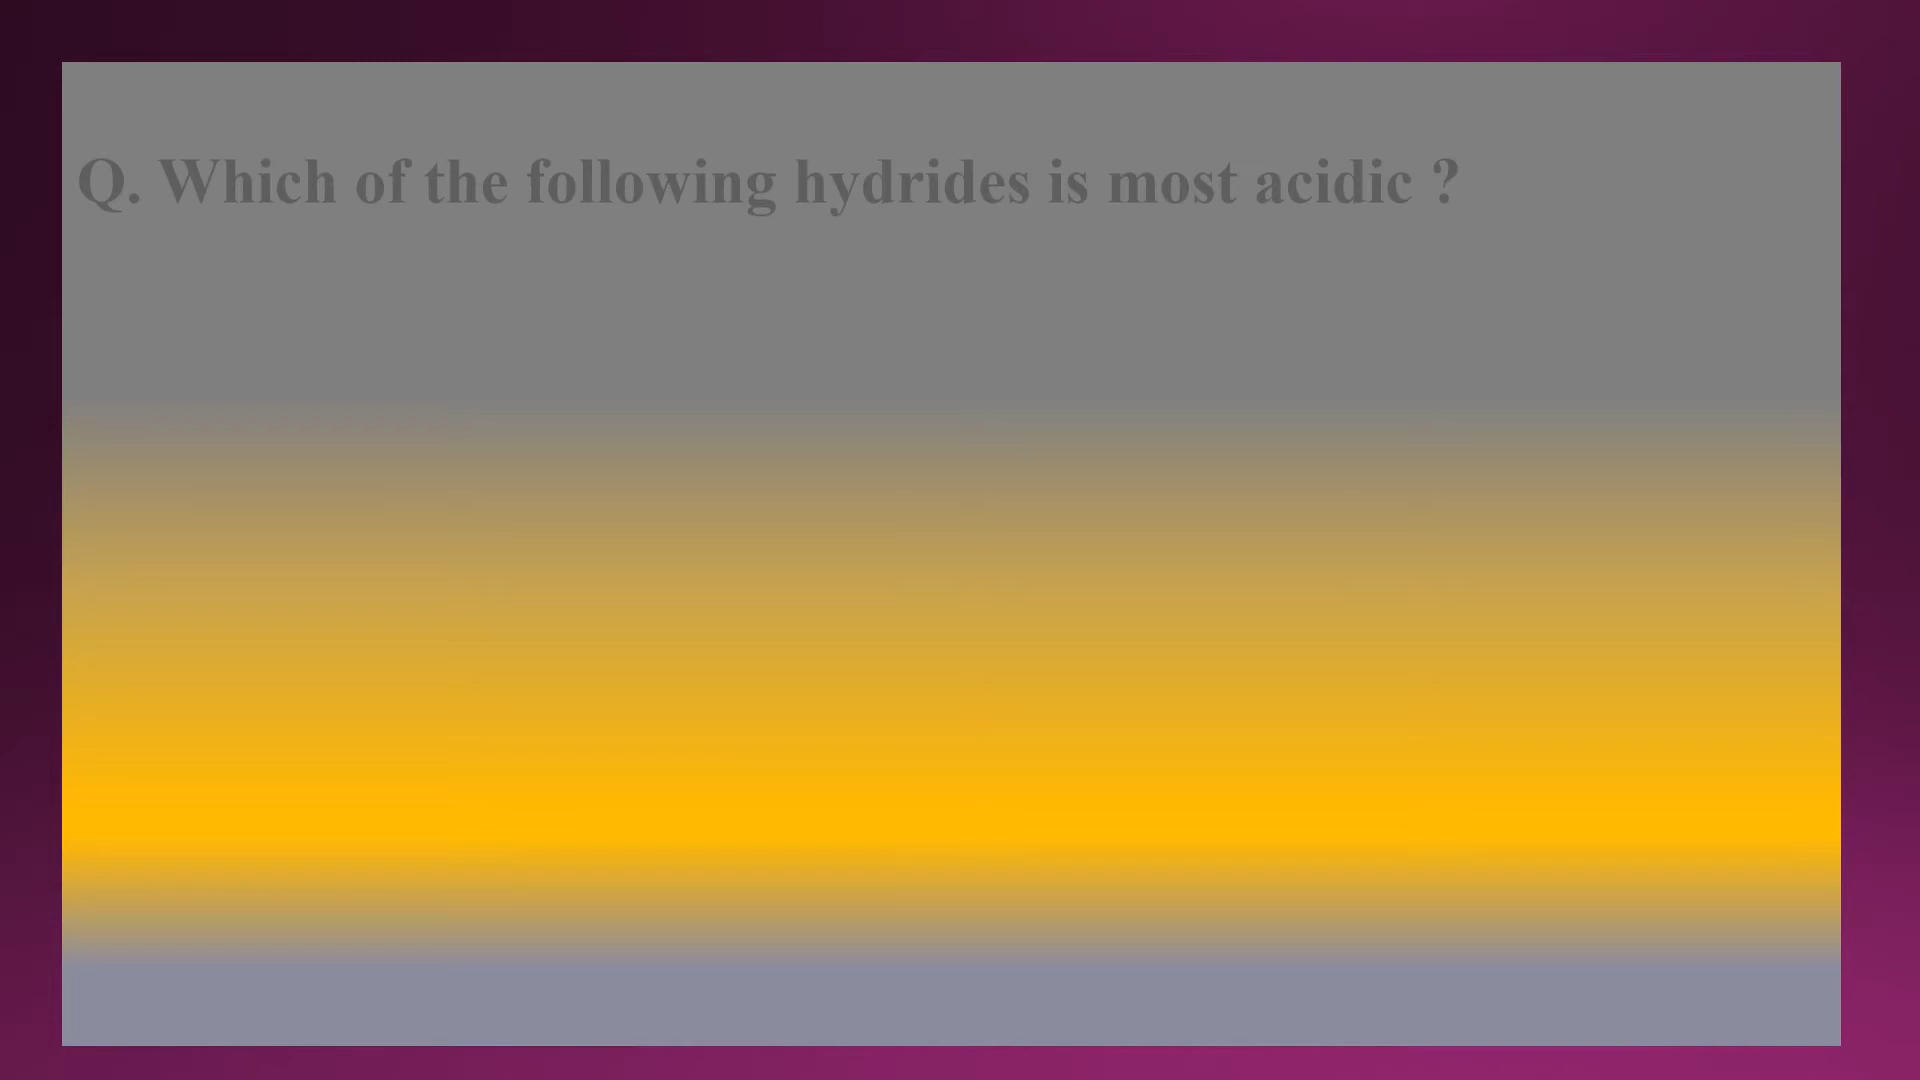 Q. Which of the following hydrides is most acidic ?